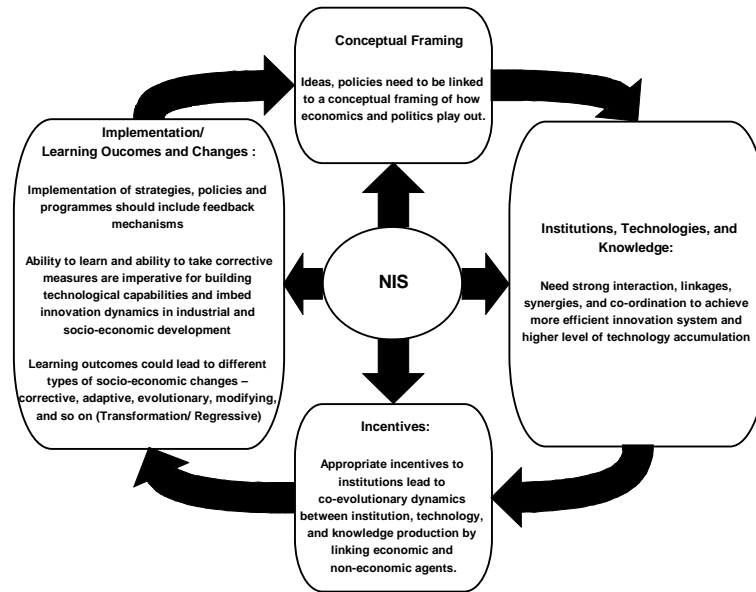 Conceptual Framing
Ideas, policies need to be linked
to a conceptual framing of how
economics and politics play out.
Implementation/
Learning Oucomes and Changes :
Implementation of strategies, policies and
programmes should include feedback
mechanisms
Ability to learn and ability to take corrective
measures are imperative for building
technological capabilities and imbed
innovation dynamics in industrial and
socio-economic development
Learning outcomes could lead to different
types of socio-economic changes –
corrective, adaptive, evolutionary, modifying,
and so on (Transformation/ Regressive)
NIS
Institutions, Technologies, and
Knowledge:
Need strong interaction, linkages,
synergies, and co-ordination to achieve
more efficient innovation system and
higher level of technology accumulation
Incentives:
Appropriate incentives to
institutions lead to
co-evolutionary dynamics
between institution, technology,
and knowledge production by
linking economic and
non-economic agents.